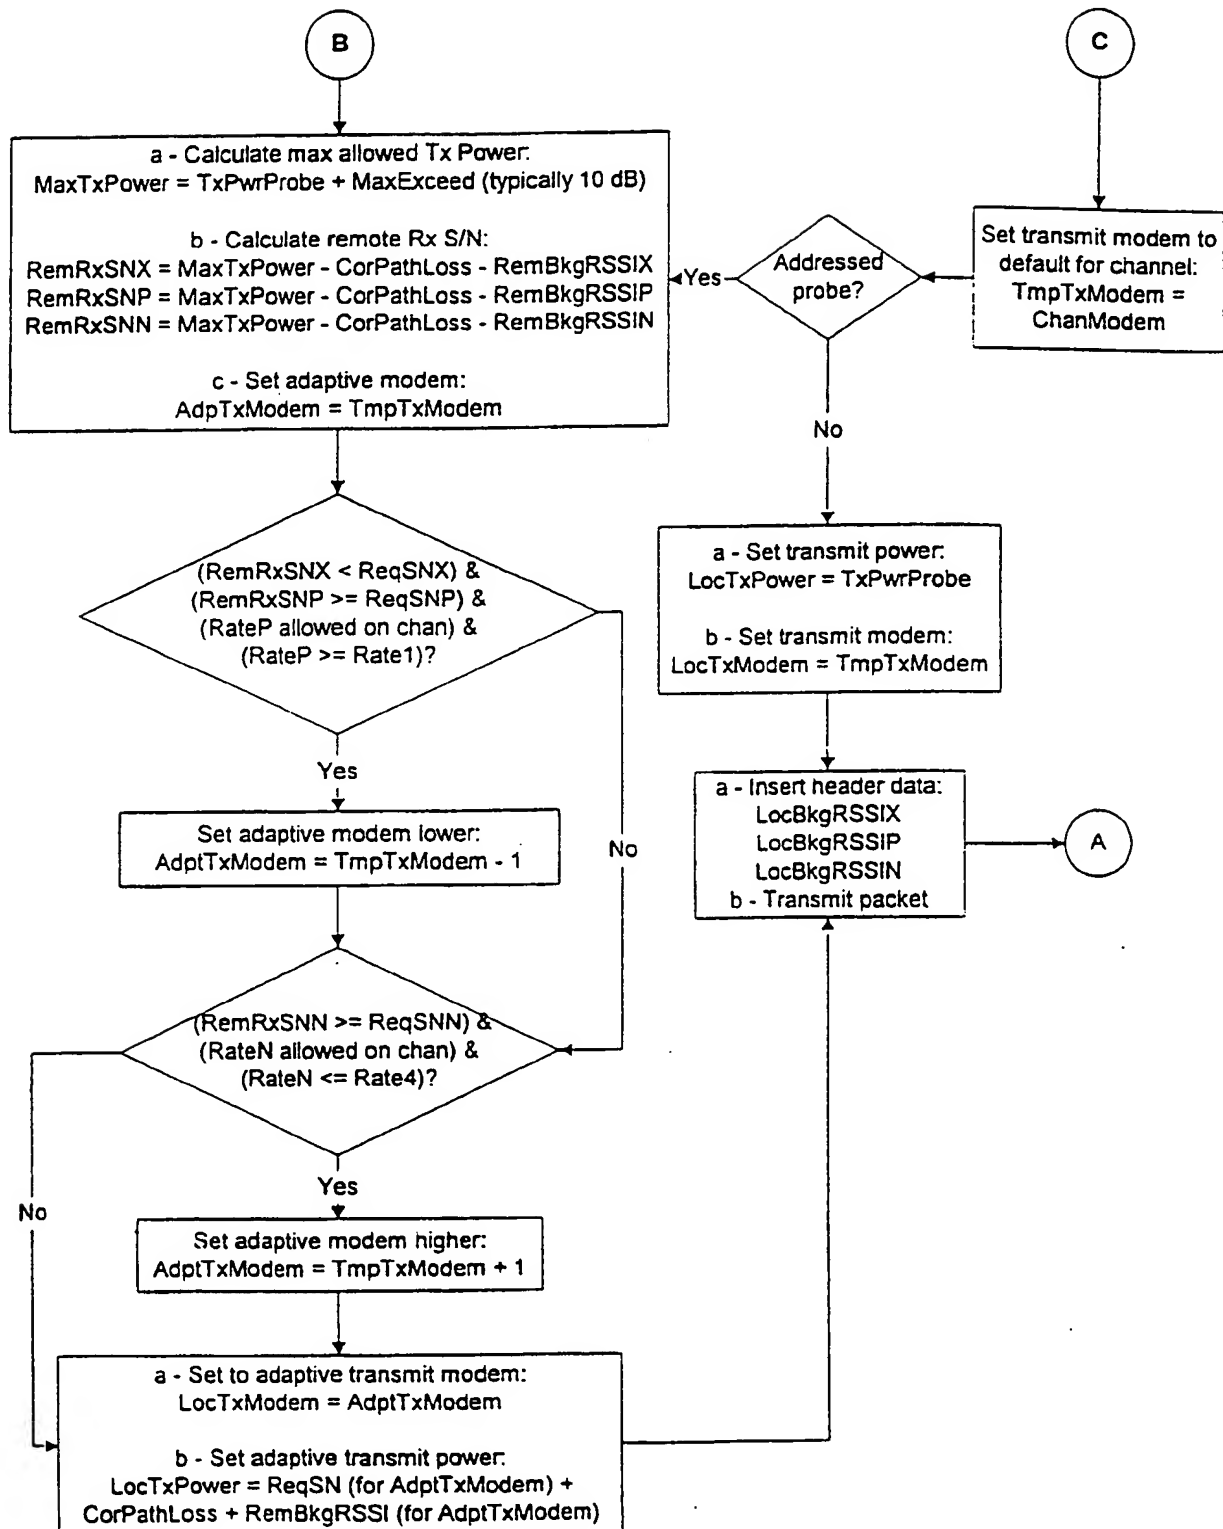 B
C
a - Calculate max allowed Tx Power:
MaxTxPower = TxPwrProbe + MaxExceed (typically 10 dB)
b - Calculate remote Rx S/N:
RemRxSNX = MaxTxPower - CorPathLoss - RemBkgRSSIX
RemRxSNP = MaxTxPower - CorPathLoss - RemBkgRSSIP
RemRxSNN = MaxTxPower - CorPathLoss - RemBkgRSSIN
c - Set adaptive modem:
AdpTxModem = TmpTxModem
Yes
Addressed
probe?
Set transmit modem to
default for channel:
TmpTxModem =
ChanModem
No
(RemRxSNX < ReqSNX) &
(RemRxSNP >= ReqSNP) &
(RateP allowed on chan) &
(RateP >= Rate1)?
a - Set transmit power:
LocTxPower = TxPwrProbe
b - Set transmit modem:
LocTxModem = TmpTxModem
Yes
Set adaptive modem lower:
AdptTxModem = TmpTxModem - 1
No
a - Insert header data:
LocBkgRSSIX
LocBkgRSSIP
LocBkgRSSIN
b - Transmit packet
A
(RemRxSNN >= ReqSNN) &
(RateN allowed on chan) &
(RateN <= Rate4)?
Yes
No
Set adaptive modem higher:
AdptTxModem = TmpTxModem + 1
a - Set to adaptive transmit modem:
LocTxModem = AdptTxModem
b - Set adaptive transmit power:
LocTxPower = ReqSN (for AdptTxModem) +
CorPathLoss + RemBkgRSSI (for AdptTxModem)